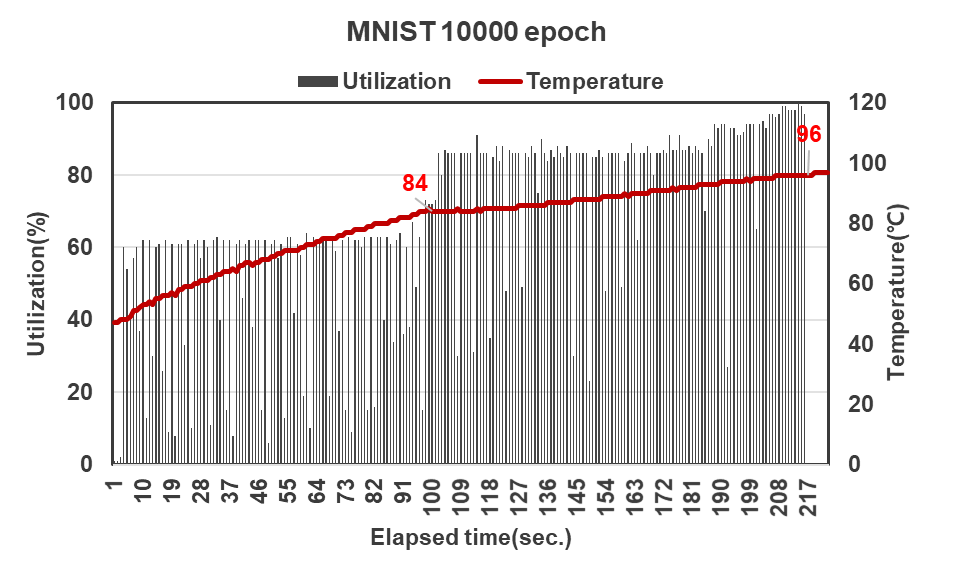 MNIST 10000 epoch
Utilization Temperature
Utilization(%)
100
80
60
40
20
0
84
96
120
100
80
60
40
20
0
Temperature(℃)
1 10 19 28 37 46 55 64 73 82 91 100 109 118 127 136 145 154 163 172 181 190 199 208 217
Elapsed time(sec.)